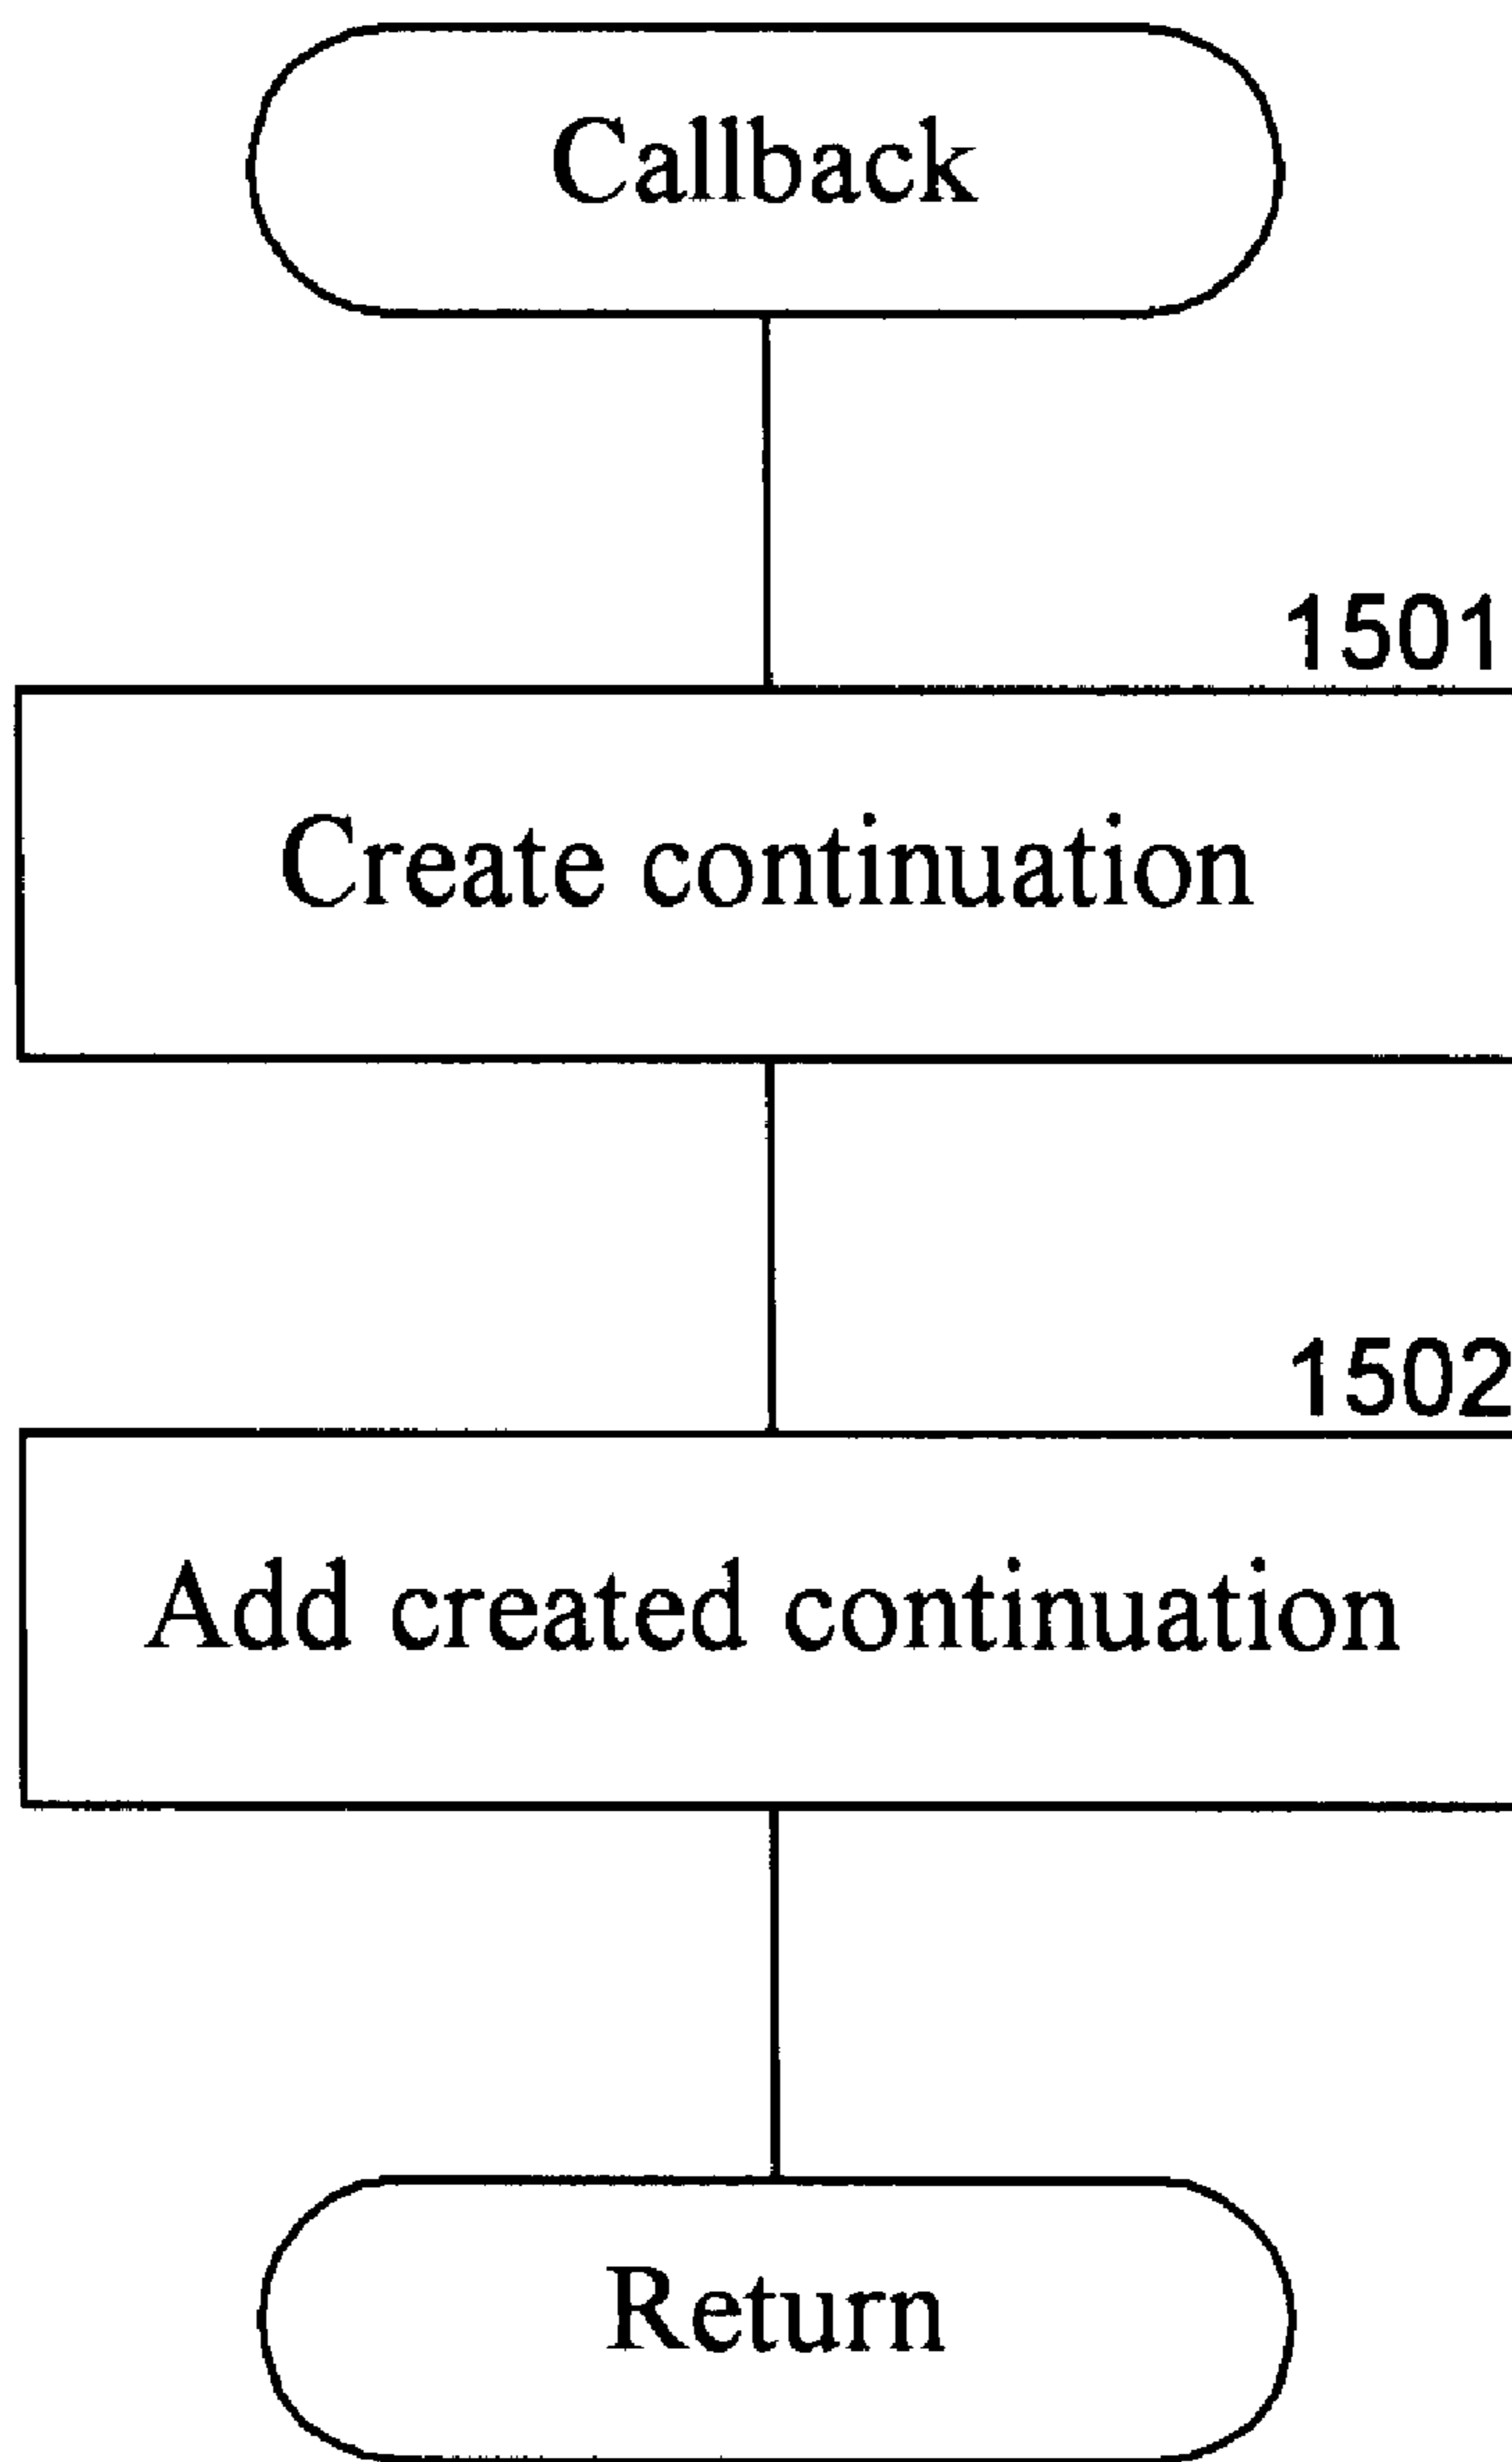 Callback
1501
Create continuation
1502
Add created continuation
Return